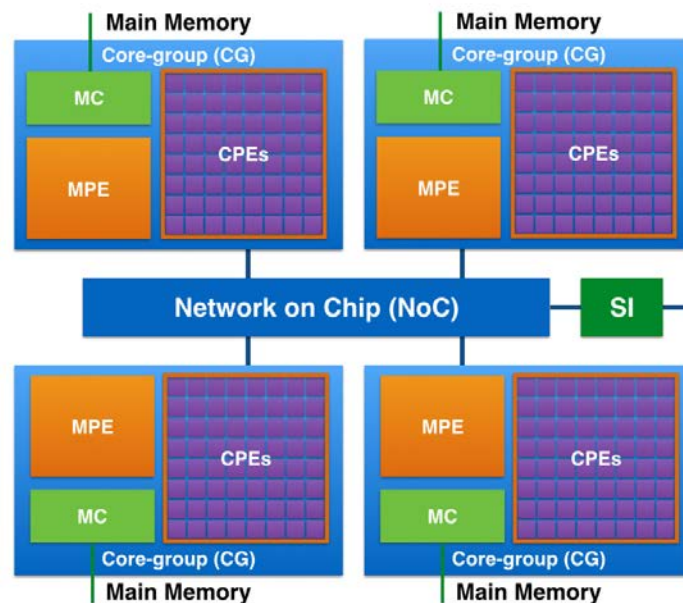 Main Memory
Main Memory
Core-group (CG)
Core-group (CG)
MC
MC
MPE
CPEs
MPE
CPEs
Network on Chip (NoC)
SI
MPE
CPEs
MPE
CPEs
MC
MC
Core-group (CG)
Core-group (CG)
Main Memory
Main Memory